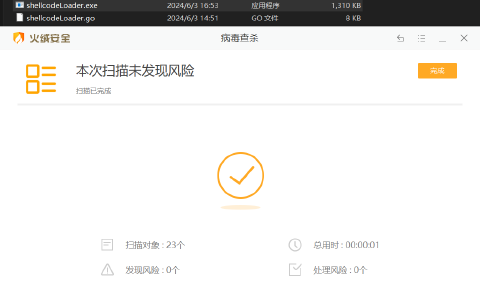 shellcodeLoader.exe 2024/6/3 16:53 应用程序 1,310 KB
shellcodeLoader.go 2024/6/3 14:51 GO 文件 8 KB
火绒安全 病毒查杀
本次扫描未发现风险
完成
扫描已完成
扫描对象 : 23个 总用时 : 00:00:01
发现风险 : 0个 处理风险 : 0个